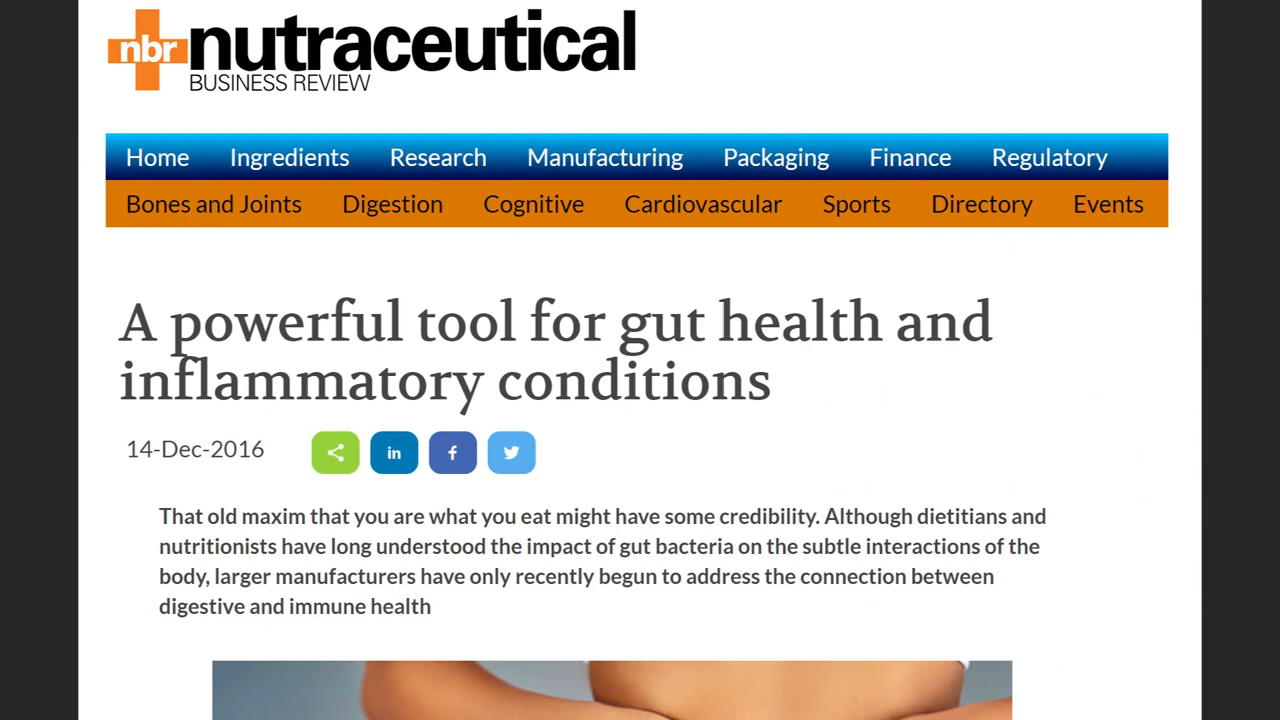 nbr nutraceutical
BUSINESS REVIEW
Home Ingredients Research Manufacturing Packaging Finance Regulatory
Bones and Joints Digestion Cognitive Cardiovascular Sports Directory Events
A powerful tool for gut health and
inflammatory conditions
14-Dec-2016
in f
That old maxim that you are what you eat might have some credibility. Although dietitians and
nutritionists have long understood the impact of gut bacteria on the subtle interactions of the
body, larger manufacturers have only recently begun to address the connection between
digestive and immune health